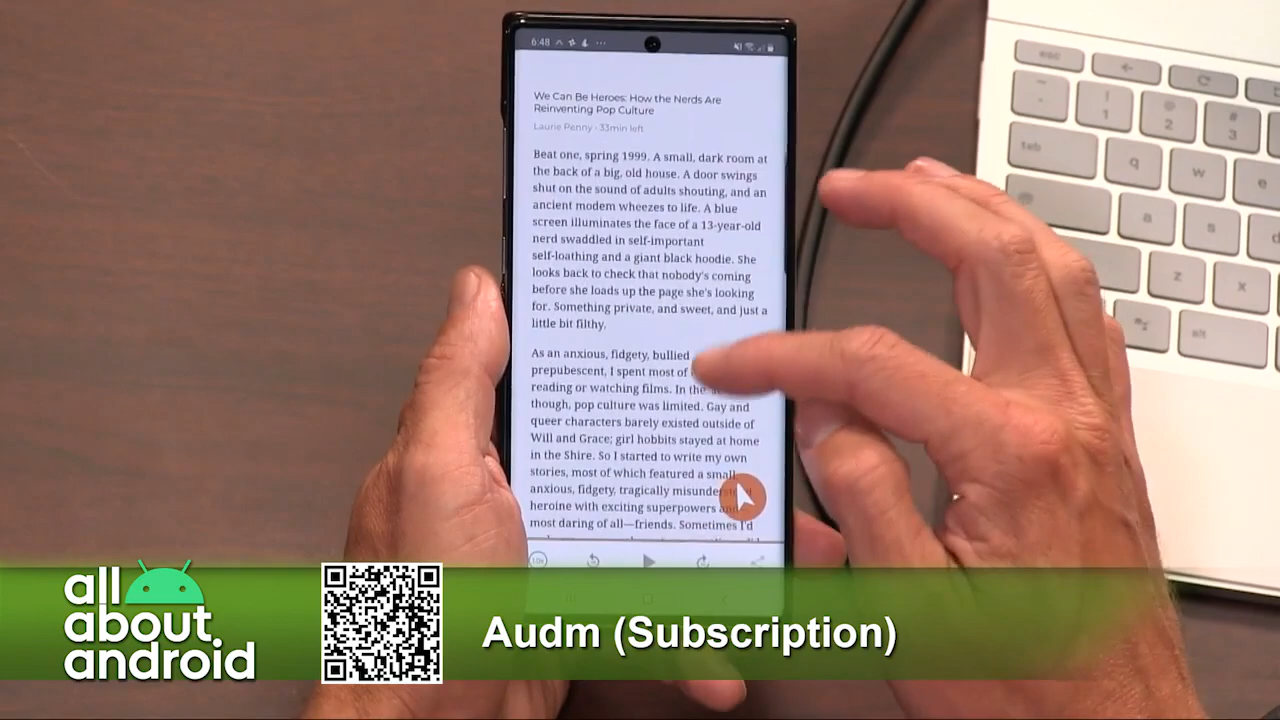 6:48
We Can Be Heroes: How the Nerds Are
Reinventing Pop Culture
Laurie Penny • 33min left
Beat one, spring 1999. A small, dark room at
the back of a big, old house. A door swings
shut on the sound of adults shouting, and an
ancient modem wheezes to life. A blue
screen illuminates the face of a 13-year-old
nerd swaddled in self-important
self-loathing and a giant black hoodie. She
looks back to check that nobody's coming
before she loads up the page she's looking
for. Something private, and sweet, and just a
little bit filthy.
As an anxious, fidgety, bullied
prepubescent, I spent most of
reading or watching films. In the
though, pop culture was limited. Gay and
queer characters barely existed outside of
Will and Grace; girl hobbits stayed at home
in the Shire. So I started to write my own
stories, most of which featured a small,
anxious, fidgety, tragically misunderstood
heroine with exciting superpowers and—
most daring of all—friends. Sometimes I'd
esc
1
2
3
tab
q
w
e
a
s
d
z
x
alt
all
about
android
Audm (Subscription)